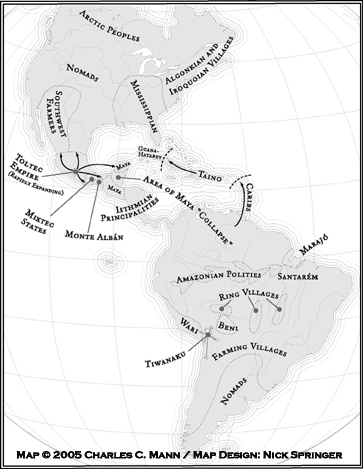 Arctic Peoples
Nomads
Algonkian and
Iroquoian Villages
Southwest
Farmers
Mississippian
Guana-
Hatabey
Toltec
Empire
(Rapidly Expanding)
Maya
Maya
Taino
Area of Maya "Collapse"
Caribs
Mixtec
States
Isthmian
Principalities
Monte Albán
Marajó
Amazonian Polities
Santarém
Ring Villages
Wari
Beni
Tiwanaku
Farming Villages
Nomads
Map © 2005 Charles C. Mann / Map Design: Nick Springer